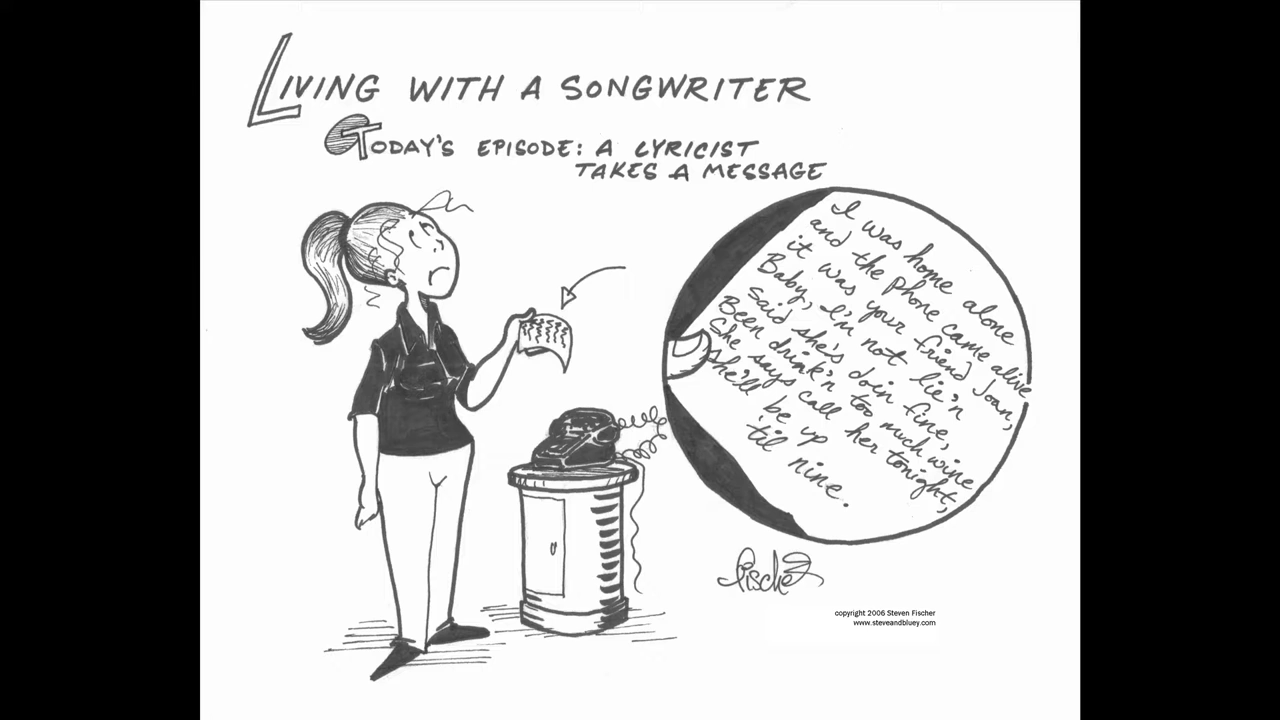 LIVING WITH A SONGWRITER
TODAY'S EPISODE: A LYRICIST
TAKES A MESSAGE
I was home alone
and the phone came alive
it was your friend Joan,
Baby, I'm not lie'n
Said she's doin fine,
Been drink'n too much wine
She says call her tonight,
she'll be up
'til nine.
Fischer
copyright 2006 Steven Fischer
www.steveandbluey.com